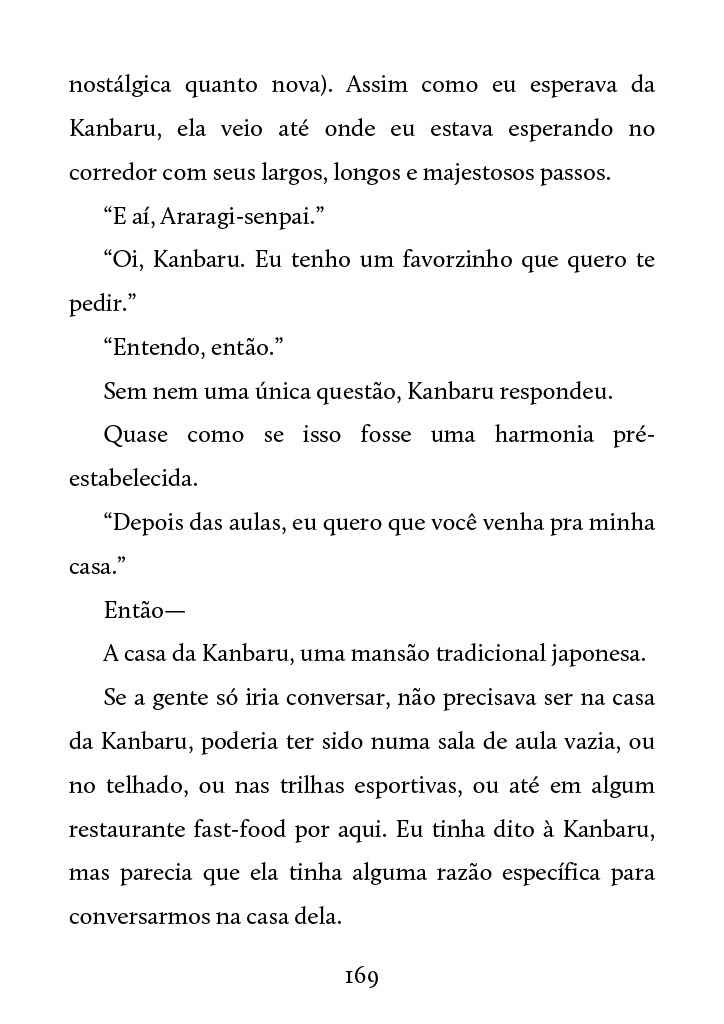 nostálgica quanto nova). Assim como eu esperava da
Kanbaru, ela veio até onde eu estava esperando no
corredor com seus largos, longos e majestosos passos.
“E aí, Araragi-senpai.”
“Oi, Kanbaru. Eu tenho um favorzinho que quero te
pedir.”
“Entendo, então.”
Sem nem uma única questão, Kanbaru respondeu.
Quase como se isso fosse uma harmonia pré-
estabelecida.
“Depois das aulas, eu quero que você venha pra minha
casa.”
Então—
A casa da Kanbaru, uma mansão tradicional japonesa.
Se a gente só iria conversar, não precisava ser na casa
da Kanbaru, poderia ter sido numa sala de aula vazia, ou
no telhado, ou nas trilhas esportivas, ou até em algum
restaurante fast-food por aqui. Eu tinha dito à Kanbaru,
mas parecia que ela tinha alguma razão específica para
conversarmos na casa dela.
169